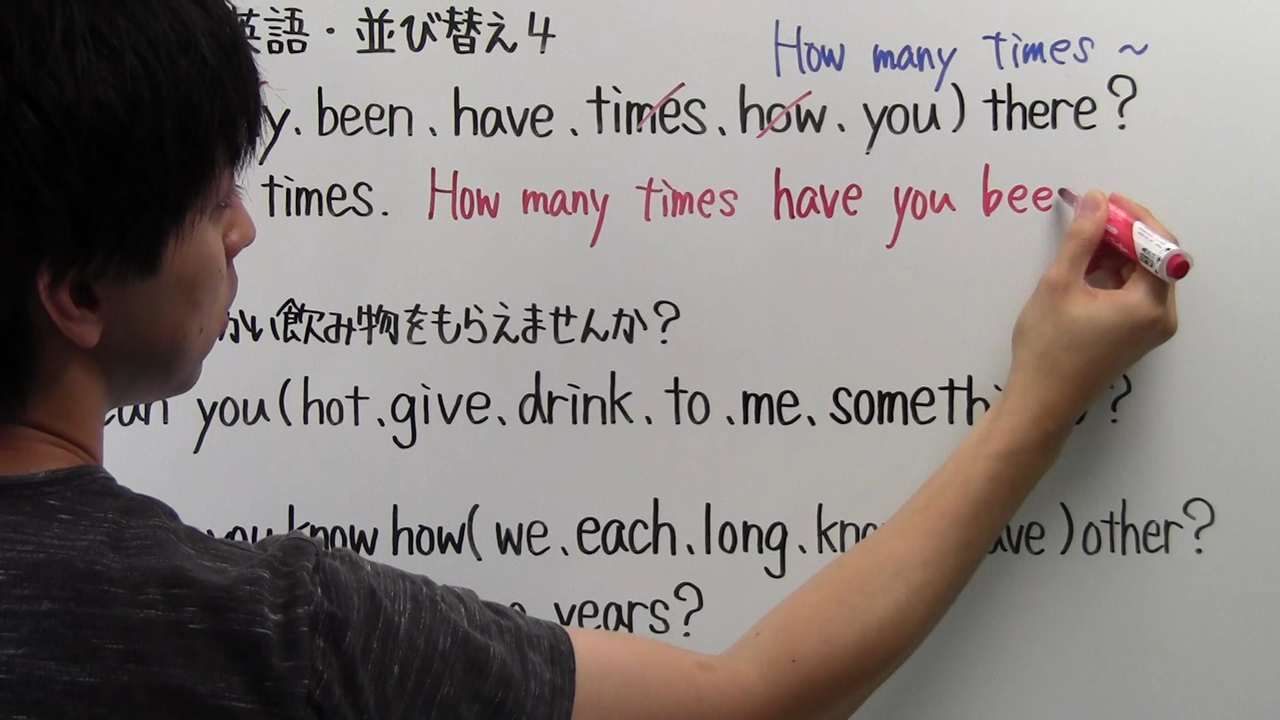 英語・並び替え4
How many times ~
been、have、times、how、you) there?
times. How many times have you bee
かい飲み物をもらえませんか?
can you(hot、give、drink、to、me、someth ?
you know how(we、each、long、kno ave)other?
years?